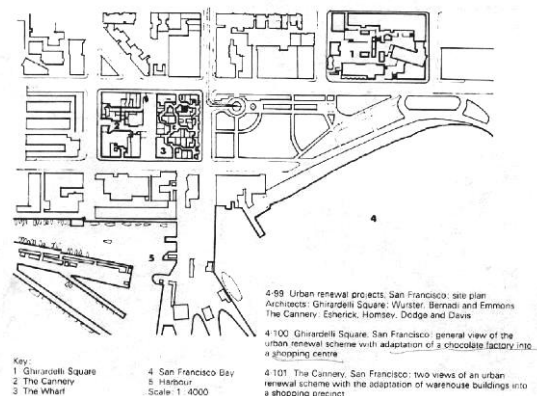 1
2
3
4
5
4·99 Urban renewal projects, San Francisco: site plan
Architects: Ghirardelli Square: Wurster, Bernadi and Emmons
The Cannery: Esherick, Homsey, Dodge and Davis
4·100 Ghirardelli Square, San Francisco: general view of the
urban renewal scheme with adaptation of a chocolate factory into
a shopping centre
4·101 The Cannery, San Francisco: two views of an urban
renewal scheme with the adaptation of warehouse buildings into
a shopping precinct
Key:
1 Ghirardelli Square
2 The Cannery
3 The Wharf
4 San Francisco Bay
5 Harbour
Scale: 1:4000